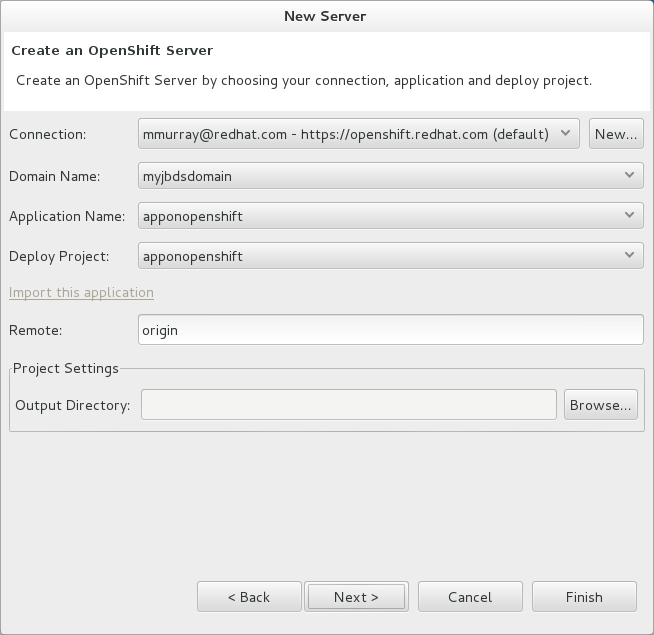 New Server
Create an OpenShift Server
Create an OpenShift Server by choosing your connection, application and deploy project.
Connection: mmurray@redhat.com - https://openshift.redhat.com (default) New...
Domain Name: myjbdsdomain
Application Name: apponopenshift
Deploy Project: apponopenshift
Import this application
Remote: origin
Project Settings
Output Directory: Browse...
< Back Next > Cancel Finish